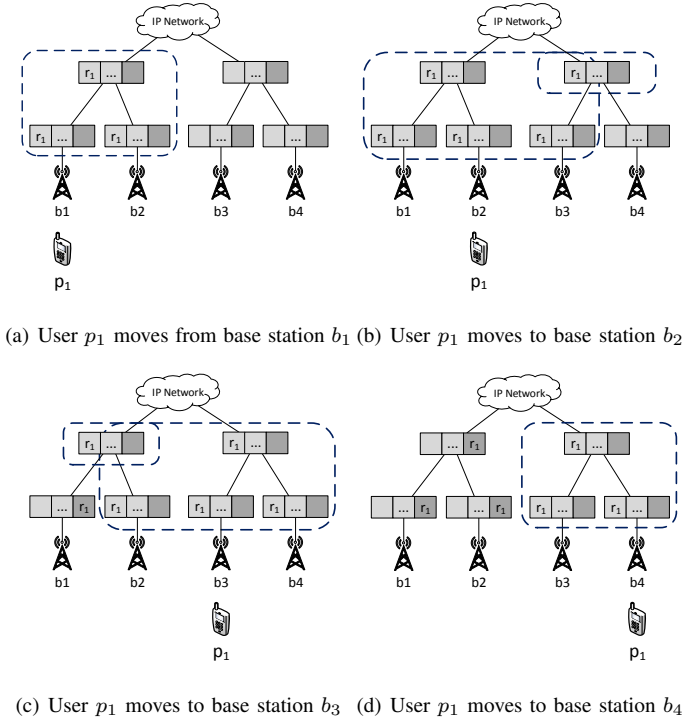 IP Network
r1 ...
...
r1 ...
r1 ...
...
...
b1 b2 b3 b4
p1
IP Network
r1 ...
r1 ...
r1 ...
r1 ...
r1 ...
...
b1 b2 b3 b4
p1
(a) User p1 moves from base station b1 (b) User p1 moves to base station b2
IP Network
r1 ...
r1 ...
... r1
r1 ...
r1 ...
r1 ...
b1 b2 b3 b4
p1
IP Network
... r1
r1 ...
... r1
... r1
r1 ...
r1 ...
b1 b2 b3 b4
p1
(c) User p1 moves to base station b3 (d) User p1 moves to base station b4